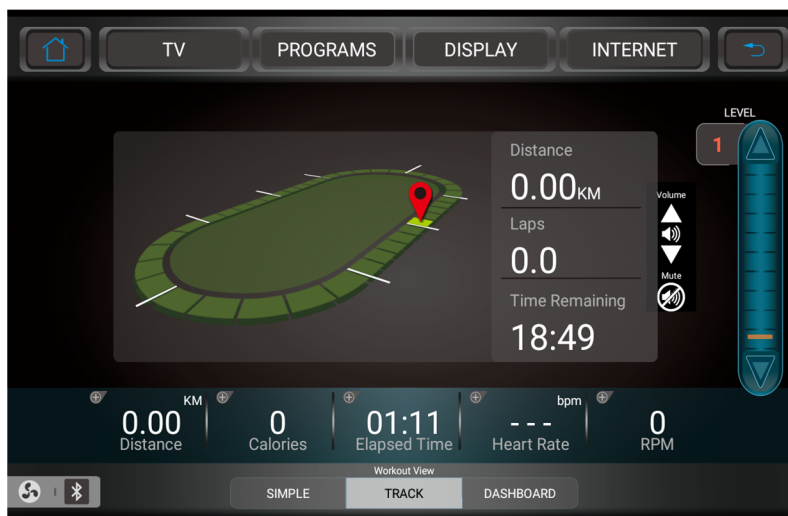 TV
PROGRAMS
DISPLAY
INTERNET
LEVEL
1
Distance
0.00KM
Laps
0.0
Time Remaining
18:49
Volume
Mute
KM
0.00
Distance
0
Calories
01:11
Elapsed Time
bpm
- - -
Heart Rate
0
RPM
Workout View
SIMPLE
TRACK
DASHBOARD